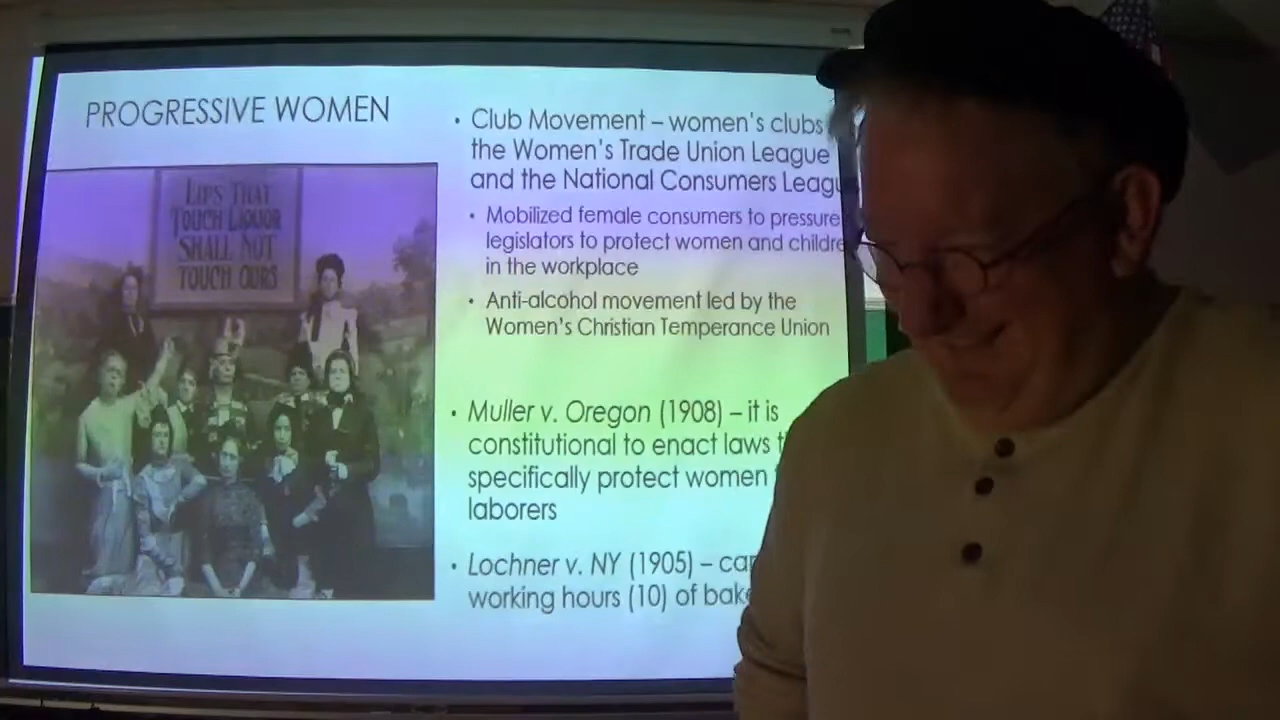 PROGRESSIVE WOMEN
LIPS THAT
TOUCH LIQUOR
SHALL NOT
TOUCH OURS
• Club Movement – women's clubs
the Women's Trade Union League
and the National Consumers Leagu
• Mobilized female consumers to pressure
legislators to protect women and childre
in the workplace
• Anti-alcohol movement led by the
Women's Christian Temperance Union
• Muller v. Oregon (1908) – it is
constitutional to enact laws
specifically protect women
laborers
• Lochner v. NY (1905) –
working hours (10) of